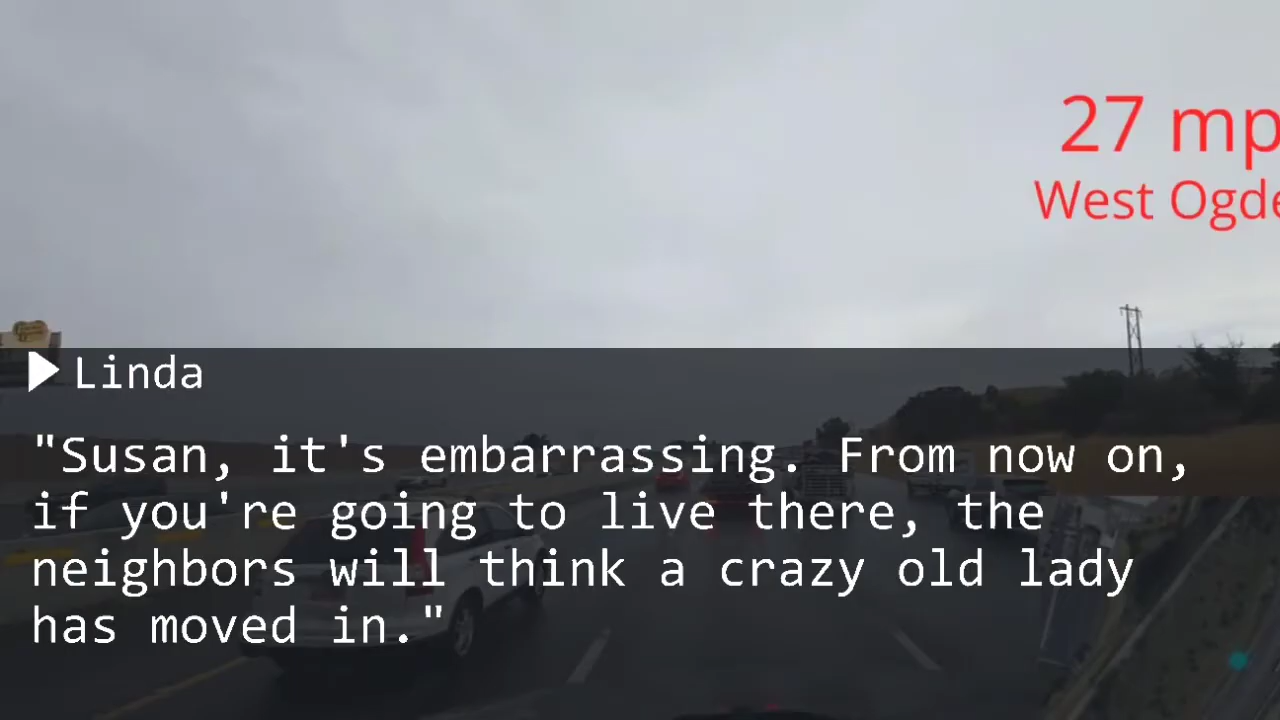 27 mp
West Ogde
Linda
"Susan, it's embarrassing. From now on,
if you're going to live there, the
neighbors will think a crazy old lady
has moved in."